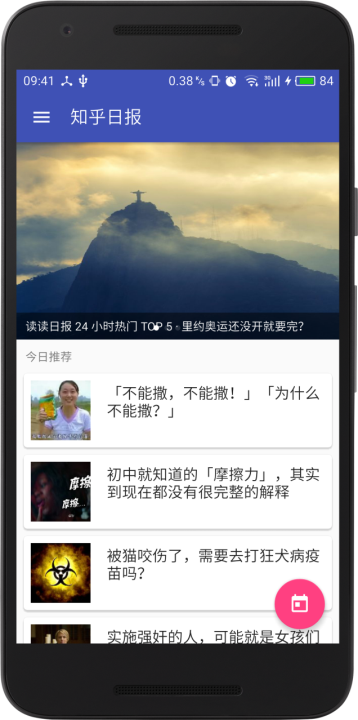 09:41 0.38 K/s 3G 84
知乎日报
读读日报 24 小时热门 TOP 5 · 里约奥运还没开就要完?
今日推荐
「不能撒，不能撒！」「为什么
不能撒？」
初中就知道的「摩擦力」，其实
到现在都没有很完整的解释
摩擦
被猫咬伤了，需要去打狂犬病疫
苗吗？
实施强奸的人，可能就是女孩们